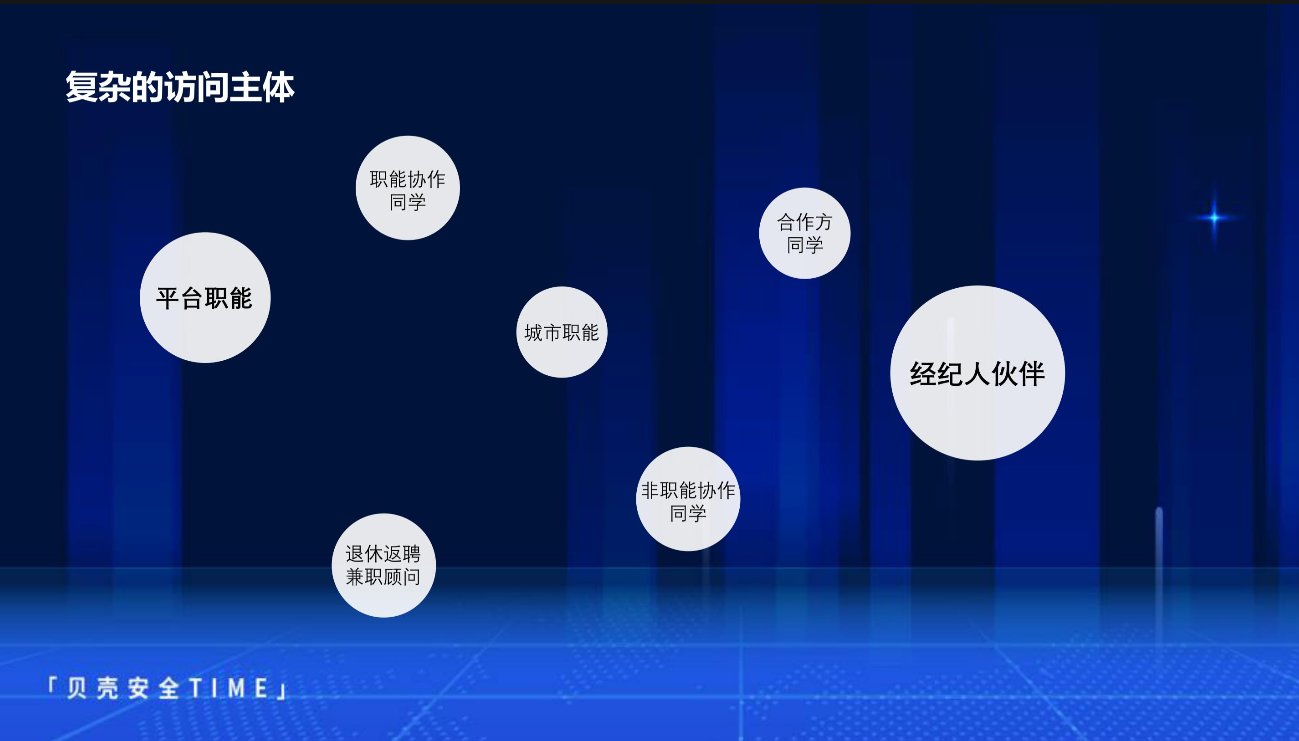 复杂的访问主体
职能协作
同学
合作方
同学
平台职能
城市职能
经纪人伙伴
非职能协作
同学
退休返聘
兼职顾问
「贝壳安全TIME」